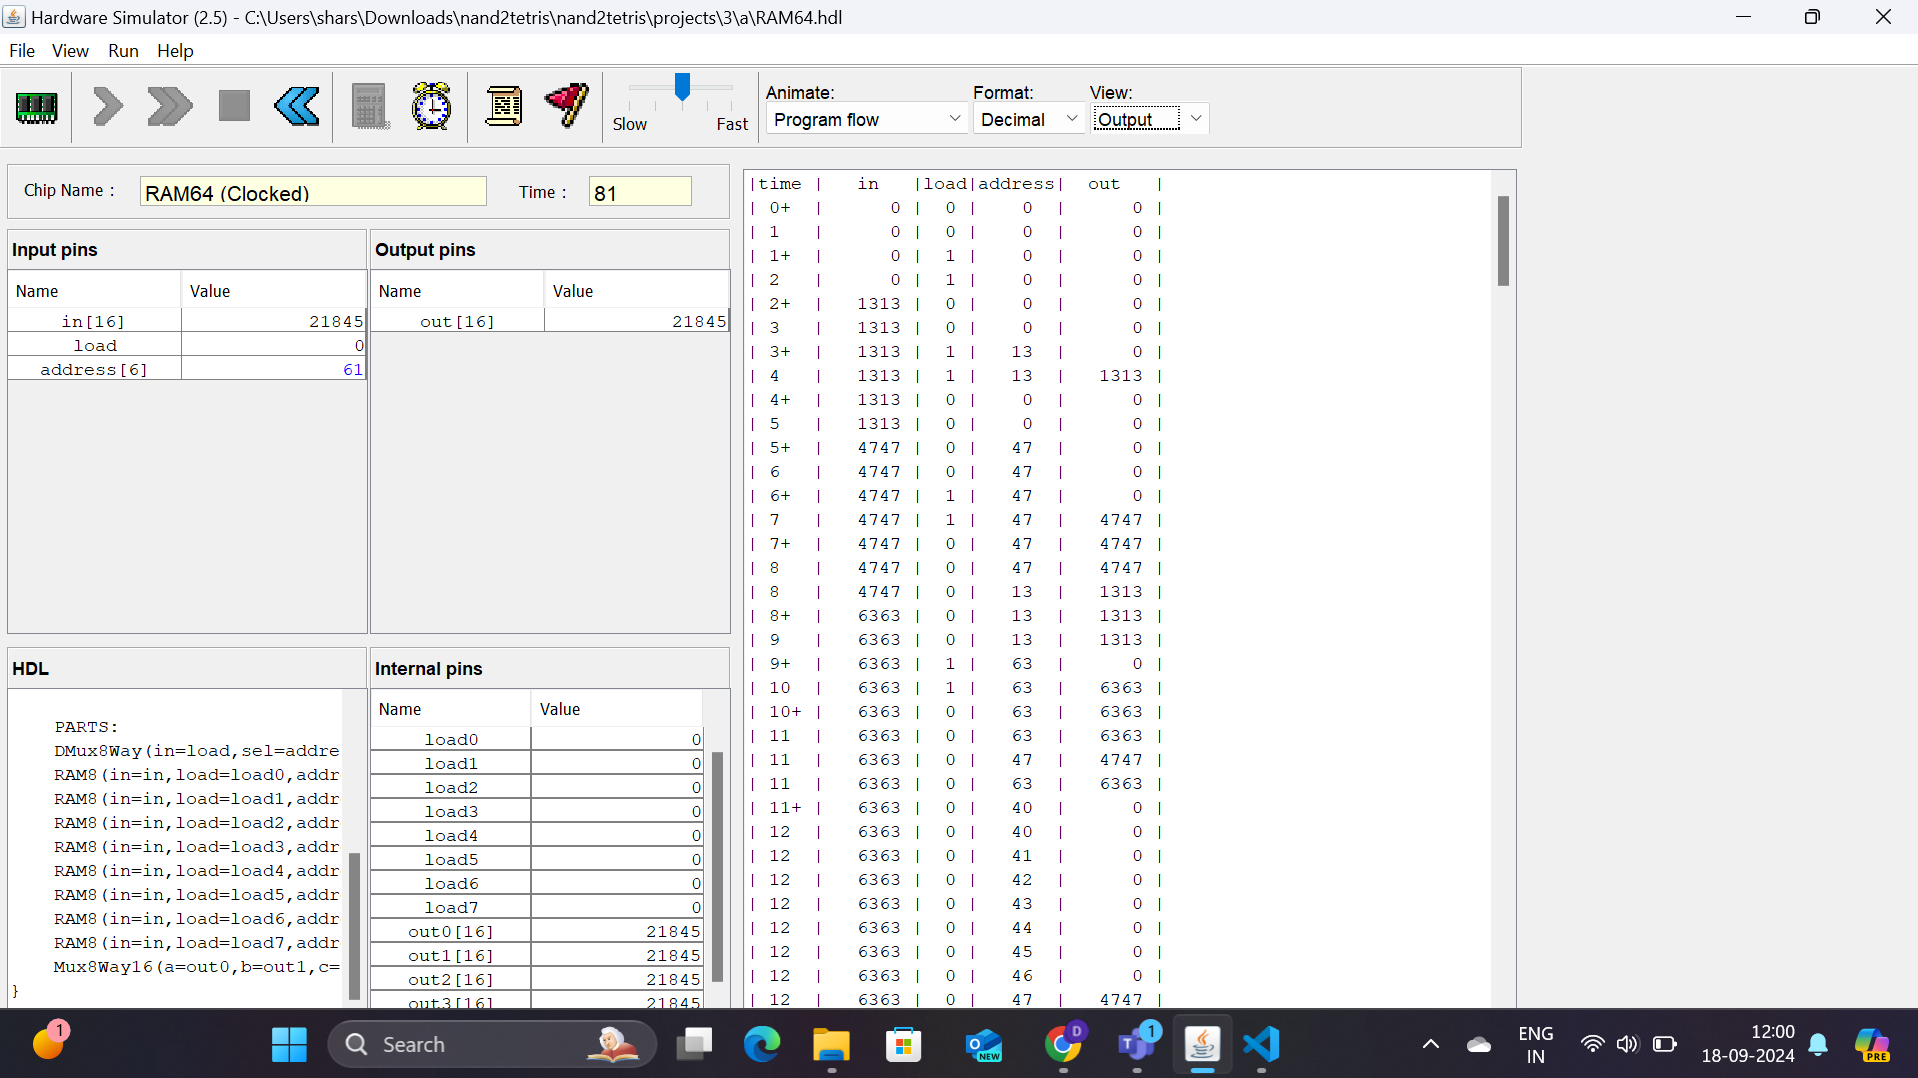 Hardware Simulator (2.5) - C:\Users\shars\Downloads\nand2tetris\nand2tetris\projects\3\a\RAM64.hdl
File View Run Help
Slow Fast
Animate: Format: View:
Program flow Decimal Output
Chip Name : RAM64 (Clocked) Time : 81
Input pins
Name Value
in[16] 21845
load 0
address[6] 61
Output pins
Name Value
out[16] 21845
HDL
PARTS:
DMux8Way(in=load,sel=addre
RAM8(in=in,load=load0,addr
RAM8(in=in,load=load1,addr
RAM8(in=in,load=load2,addr
RAM8(in=in,load=load3,addr
RAM8(in=in,load=load4,addr
RAM8(in=in,load=load5,addr
RAM8(in=in,load=load6,addr
RAM8(in=in,load=load7,addr
Mux8Way16(a=out0,b=out1,c=
}
Internal pins
Name Value
load0 0
load1 0
load2 0
load3 0
load4 0
load5 0
load6 0
load7 0
out0[16] 21845
out1[16] 21845
out2[16] 21845
out3[16] 21845
|time | in |load|address| out |
| 0+ | 0 | 0 | 0 | 0 |
| 1 | 0 | 0 | 0 | 0 |
| 1+ | 0 | 1 | 0 | 0 |
| 2 | 0 | 1 | 0 | 0 |
| 2+ | 1313 | 0 | 0 | 0 |
| 3 | 1313 | 0 | 0 | 0 |
| 3+ | 1313 | 1 | 13 | 0 |
| 4 | 1313 | 1 | 13 | 1313 |
| 4+ | 1313 | 0 | 0 | 0 |
| 5 | 1313 | 0 | 0 | 0 |
| 5+ | 4747 | 0 | 47 | 0 |
| 6 | 4747 | 0 | 47 | 0 |
| 6+ | 4747 | 1 | 47 | 0 |
| 7 | 4747 | 1 | 47 | 4747 |
| 7+ | 4747 | 0 | 47 | 4747 |
| 8 | 4747 | 0 | 47 | 4747 |
| 8 | 4747 | 0 | 13 | 1313 |
| 8+ | 6363 | 0 | 13 | 1313 |
| 9 | 6363 | 0 | 13 | 1313 |
| 9+ | 6363 | 1 | 63 | 0 |
| 10 | 6363 | 1 | 63 | 6363 |
| 10+ | 6363 | 0 | 63 | 6363 |
| 11 | 6363 | 0 | 63 | 6363 |
| 11 | 6363 | 0 | 47 | 4747 |
| 11 | 6363 | 0 | 63 | 6363 |
| 11+ | 6363 | 0 | 40 | 0 |
| 12 | 6363 | 0 | 40 | 0 |
| 12 | 6363 | 0 | 41 | 0 |
| 12 | 6363 | 0 | 42 | 0 |
| 12 | 6363 | 0 | 43 | 0 |
| 12 | 6363 | 0 | 44 | 0 |
| 12 | 6363 | 0 | 45 | 0 |
| 12 | 6363 | 0 | 46 | 0 |
| 12 | 6363 | 0 | 47 | 4747 |
1
Search
NEW
D
1
ENG
IN
12:00
18-09-2024
PRE